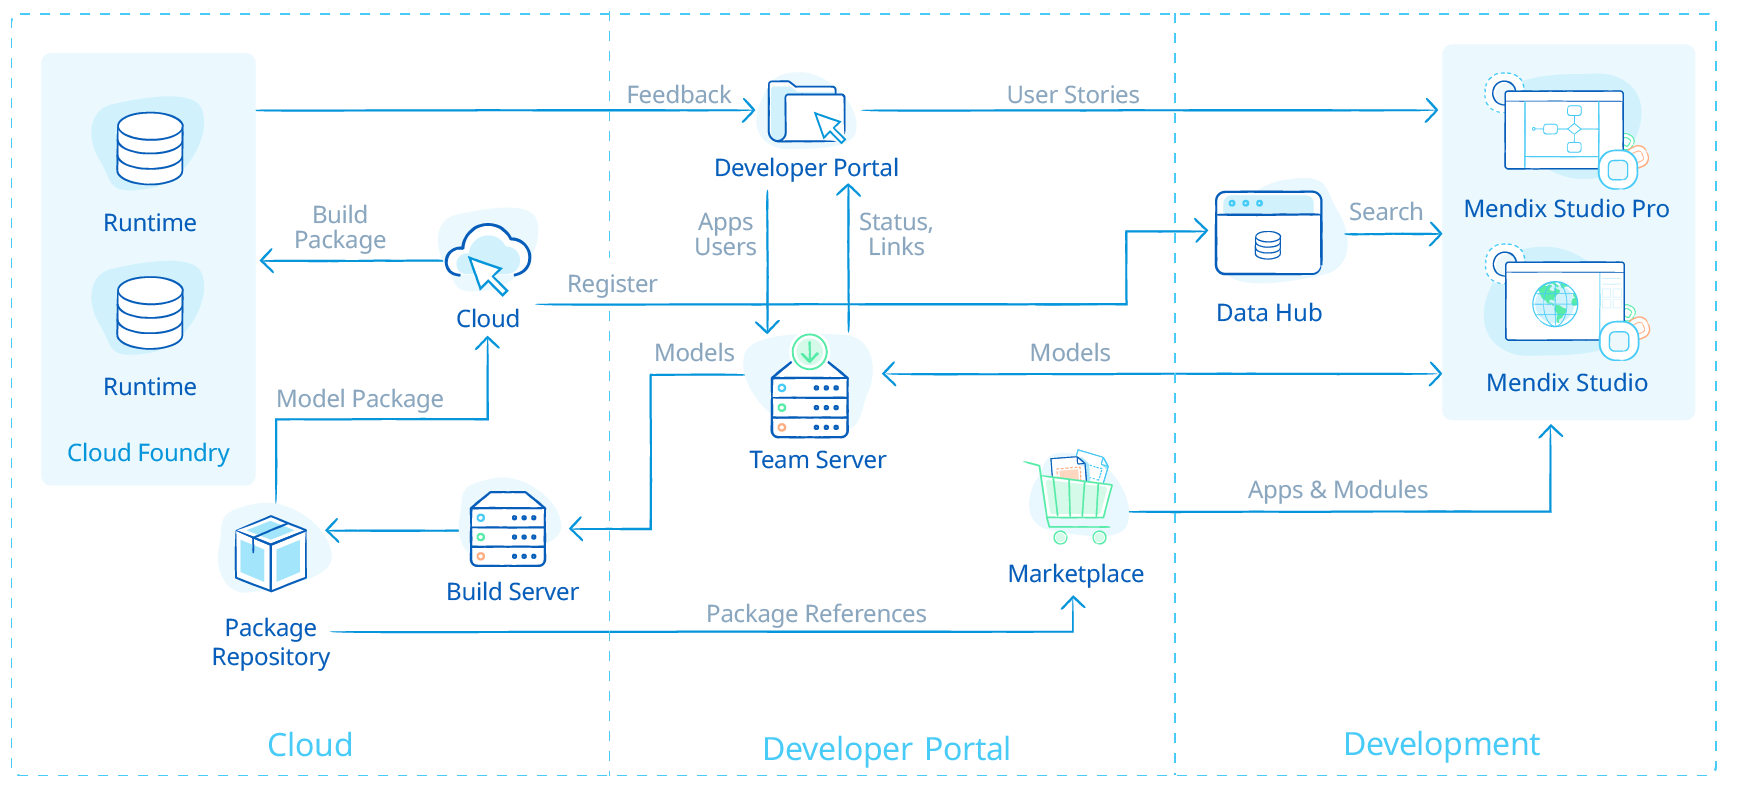 Feedback
User Stories
Developer Portal
Runtime
Build
Package
Apps
Users
Status,
Links
Search
Mendix Studio Pro
Register
Cloud
Data Hub
Models
Models
Runtime
Mendix Studio
Model Package
Cloud Foundry
Team Server
Apps & Modules
Build Server
Marketplace
Package References
Package
Repository
Cloud
Developer Portal
Development